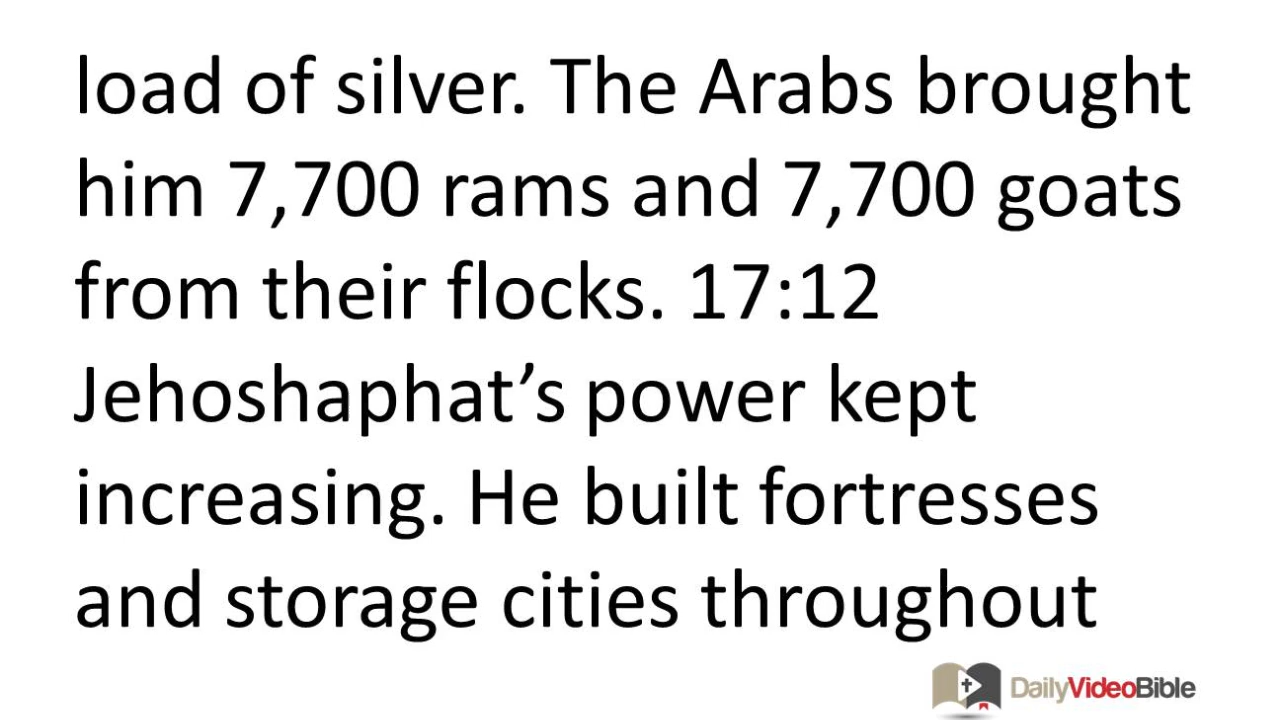 load of silver. The Arabs brought
him 7,700 rams and 7,700 goats
from their flocks. 17:12
Jehoshaphat’s power kept
increasing. He built fortresses
and storage cities throughout
DailyVideoBible